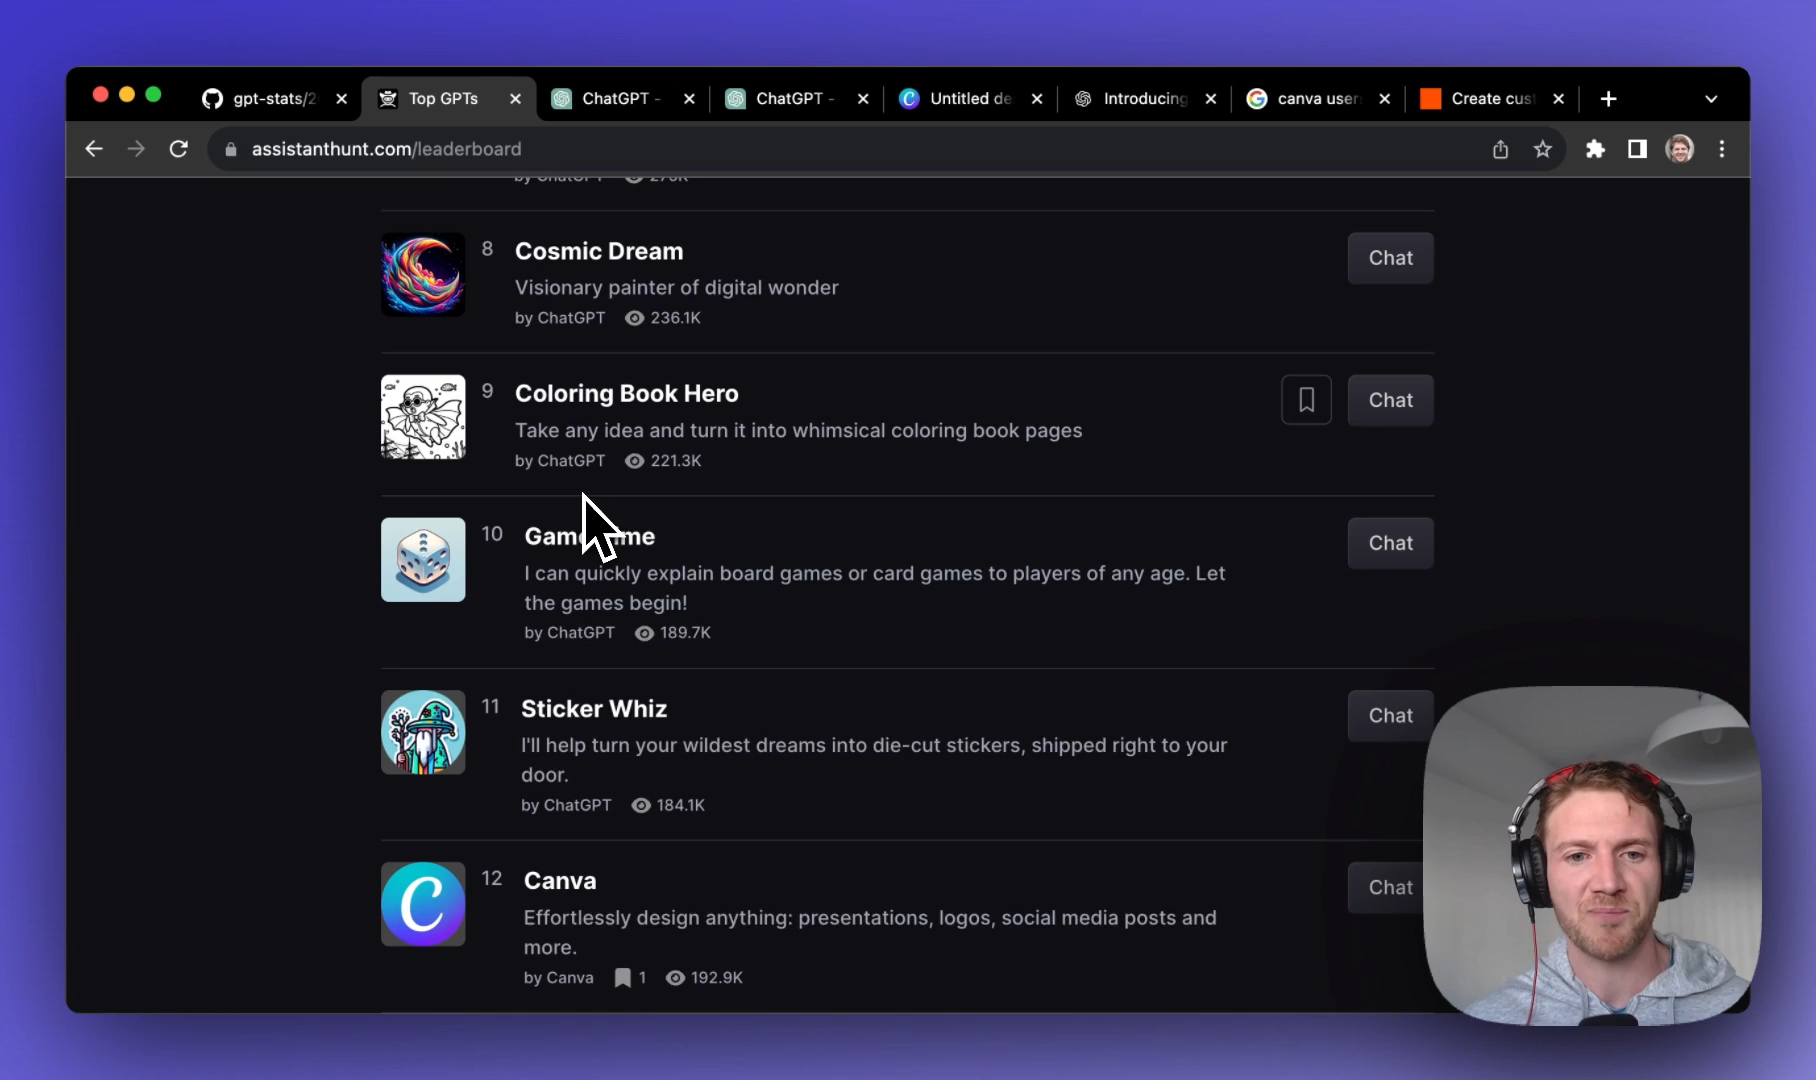 gpt-stats/2
Top GPTs
ChatGPT -
ChatGPT -
Untitled de
Introducing
canva user
Create cus
assistanthunt.com/leaderboard
by ChatGPT
8
Cosmic Dream
Chat
Visionary painter of digital wonder
by ChatGPT 236.1K
9
Coloring Book Hero
Chat
Take any idea and turn it into whimsical coloring book pages
by ChatGPT 221.3K
10
Chat
I can quickly explain board games or card games to players of any age. Let
the games begin!
by ChatGPT 189.7K
11
Sticker Whiz
Chat
I'll help turn your wildest dreams into die-cut stickers, shipped right to your
door.
by ChatGPT 184.1K
12
Canva
Chat
Effortlessly design anything: presentations, logos, social media posts and
more.
by Canva 1 192.9K